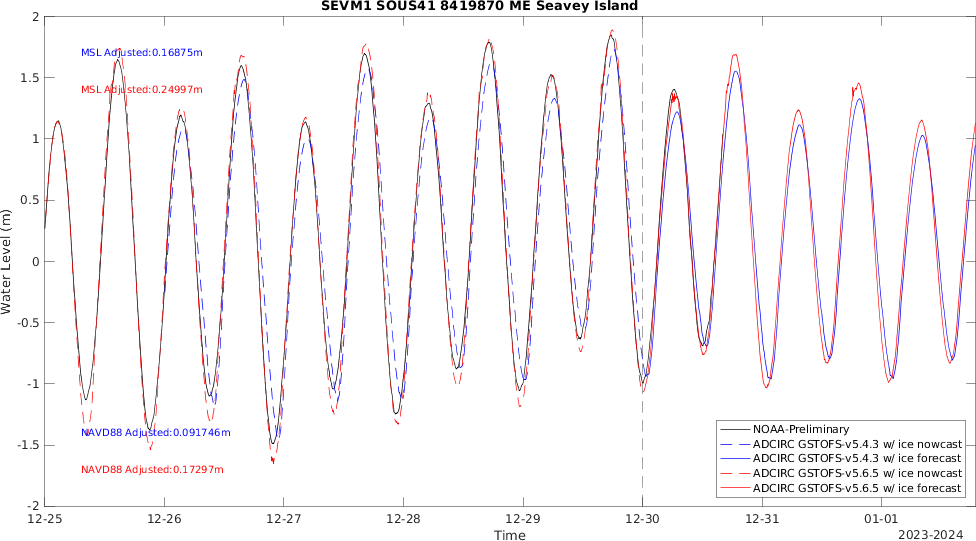 SEVM1 SOUS41 8419870 ME Seavey Island
2
MSL Adjusted:0.16875m
1.5
MSL Adjusted:0.24997m
1
0.5
Water Level (m)
0
-0.5
-1
NAVD88 Adjusted:0.091746m
-1.5
NAVD88 Adjusted:0.17297m
-2
NOAA-Preliminary
ADCIRC GSTOFS-v5.4.3 w/ ice nowcast
ADCIRC GSTOFS-v5.4.3 w/ ice forecast
ADCIRC GSTOFS-v5.6.5 w/ ice nowcast
ADCIRC GSTOFS-v5.6.5 w/ ice forecast
12-25 12-26 12-27 12-28 12-29 12-30 12-31 01-01
Time
2023-2024